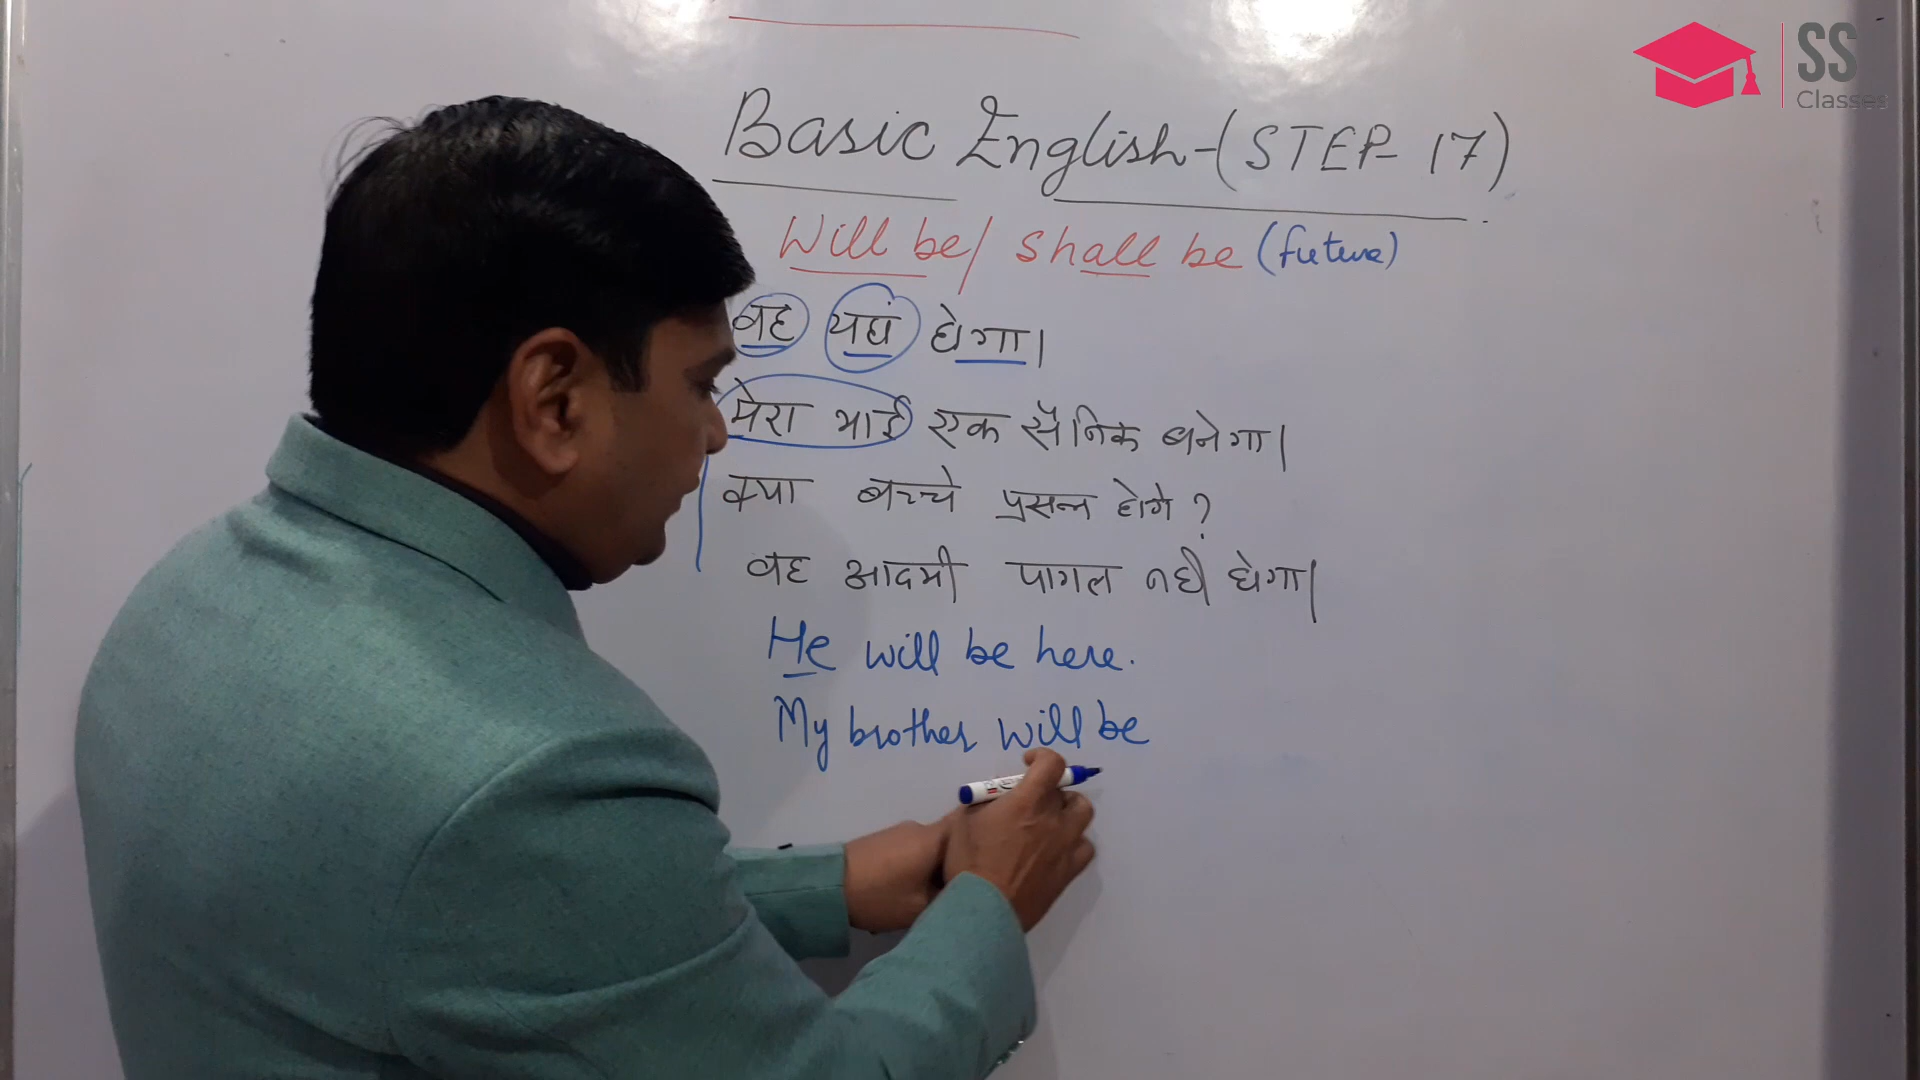 SS
Classes
Basic English-(STEP 17)
Will be/ Shall be (future)
वह यहां होगा।
मेरा भाई एक सैनिक बनेगा।
क्या बच्चे प्रसन्न होगे ?
वह आदमी पागल नहीं होगा।
He will be here.
My brother will be